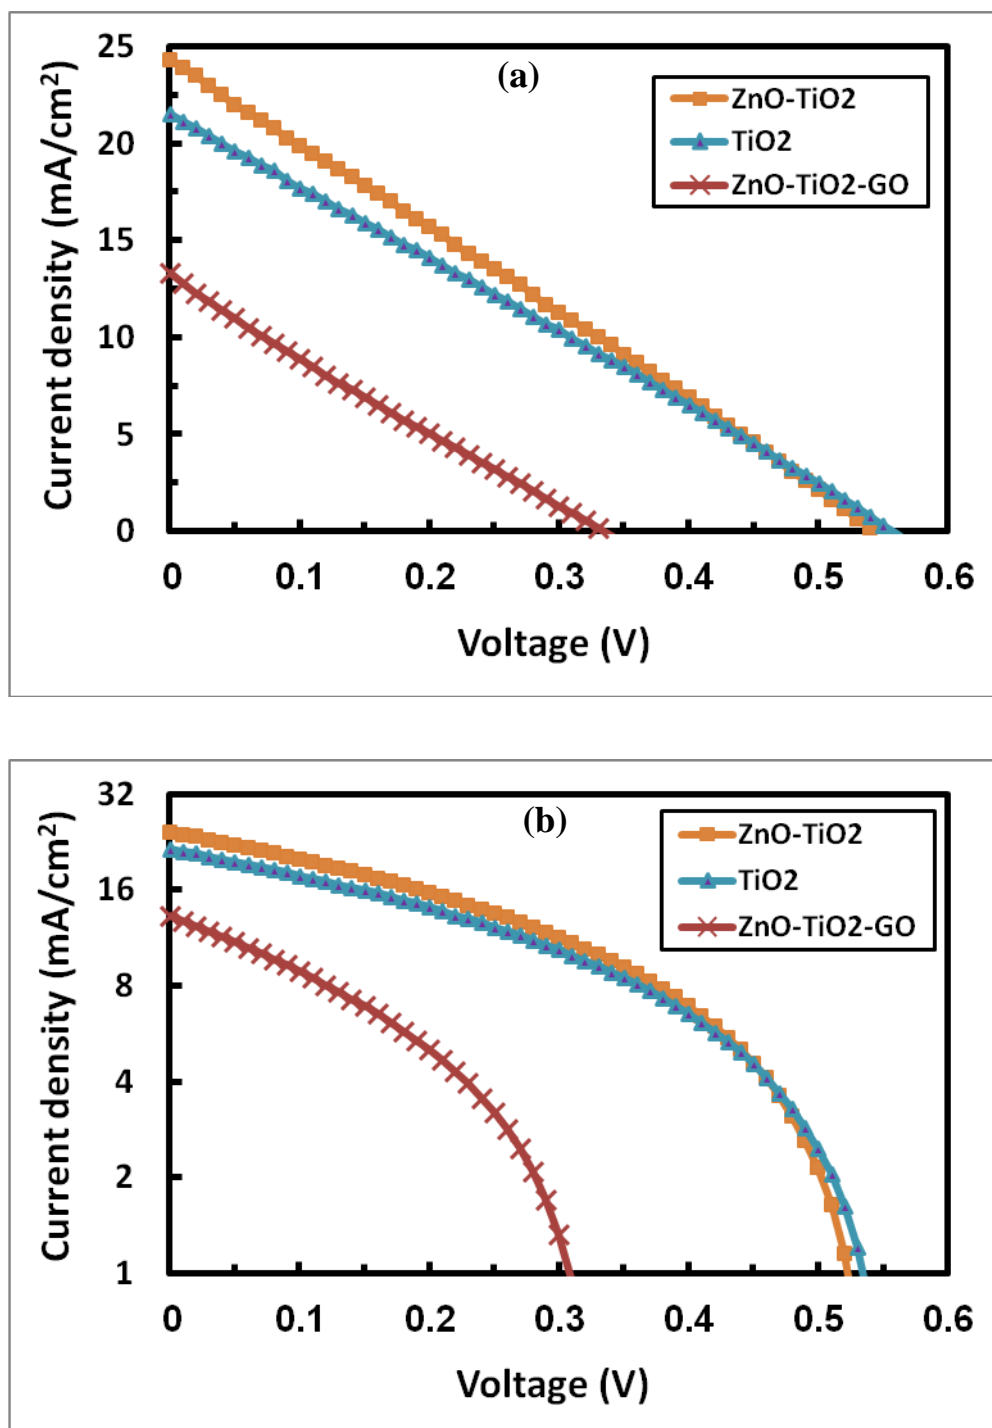 (a)
ZnO-TiO2
TiO2
ZnO-TiO2-GO
Current density (mA/cm²)
25
20
15
10
5
0
0 0.1 0.2 0.3 0.4 0.5 0.6
Voltage (V)
(b)
ZnO-TiO2
TiO2
ZnO-TiO2-GO
Current density (mA/cm²)
32
16
8
4
2
1
0 0.1 0.2 0.3 0.4 0.5 0.6
Voltage (V)